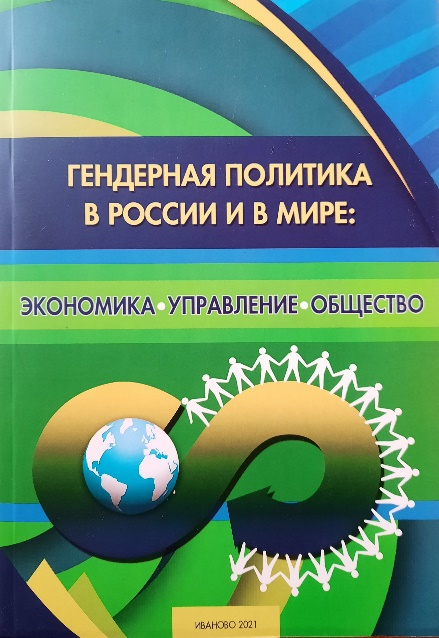 ГЕНДЕРНАЯ ПОЛИТИКА
В РОССИИ И В МИРЕ:
ЭКОНОМИКА•УПРАВЛЕНИЕ•ОБЩЕСТВО
ИВАНОВО 2021